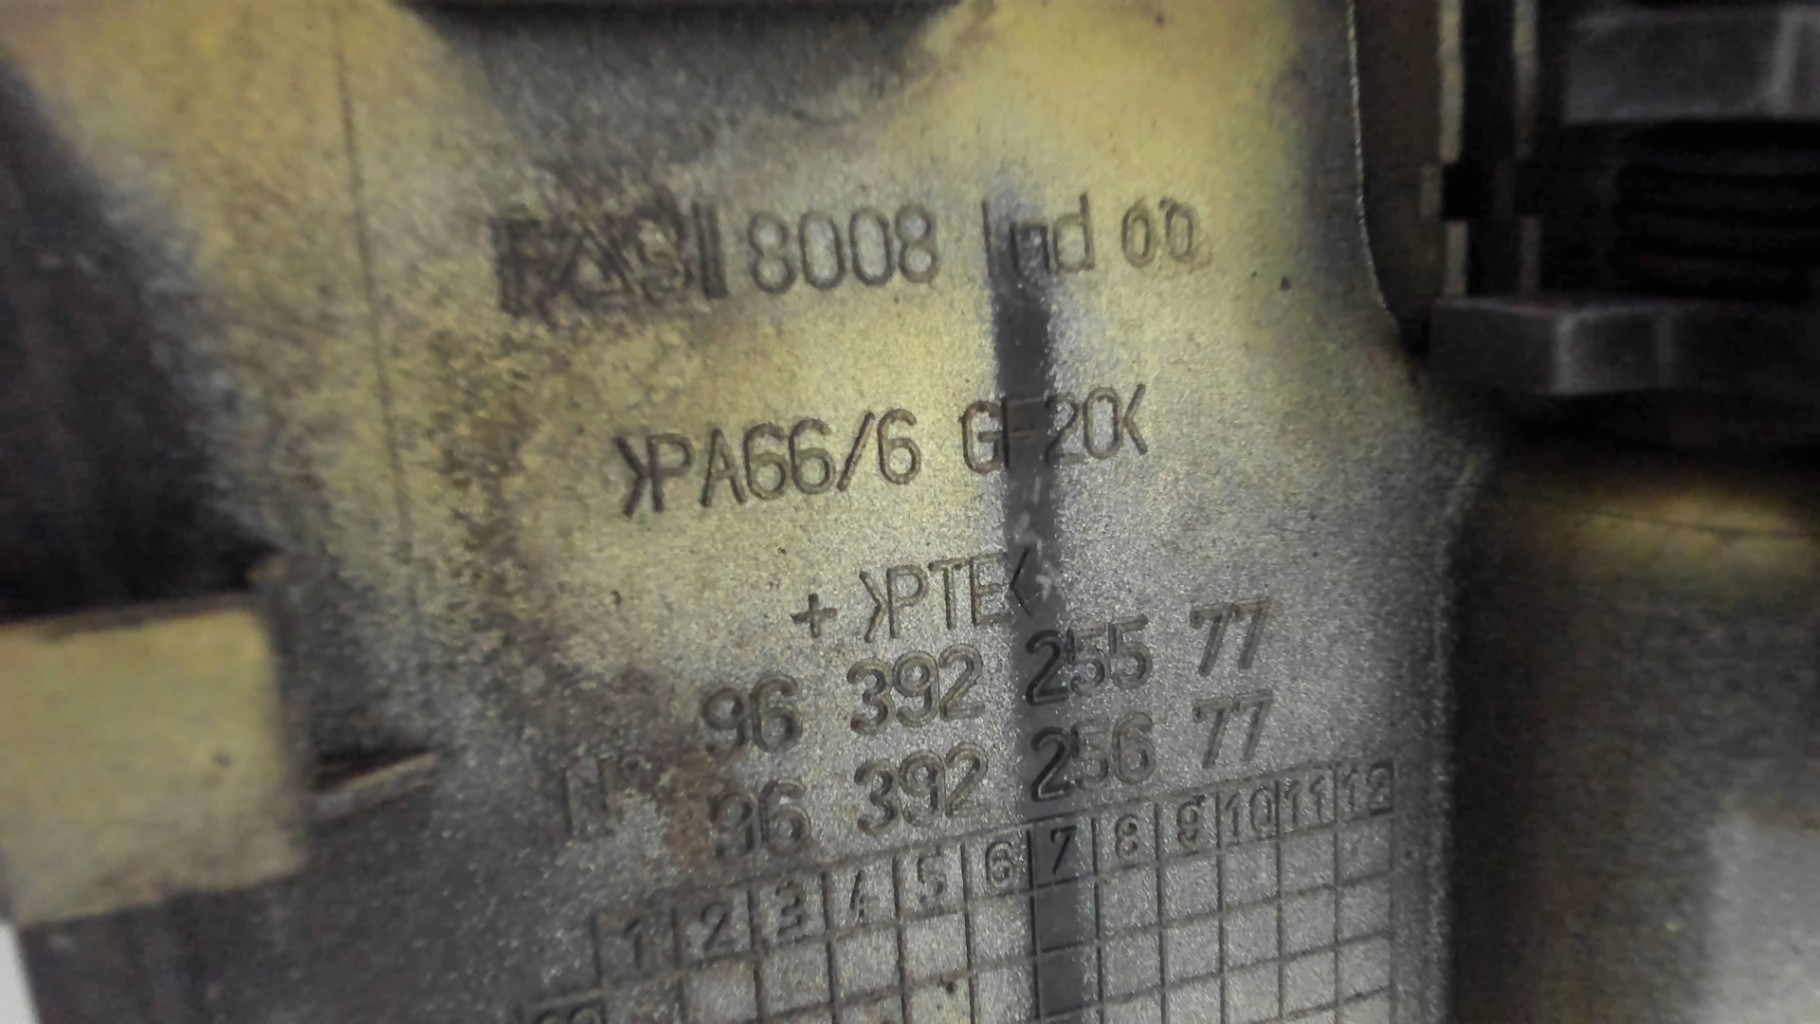 8008 Ind 00
>PA66/6 GF20<
+ >PTE<
96 392 255 77
N° 96 392 256 77
1 2 3 4 5 6 7 8 9 10 11 12